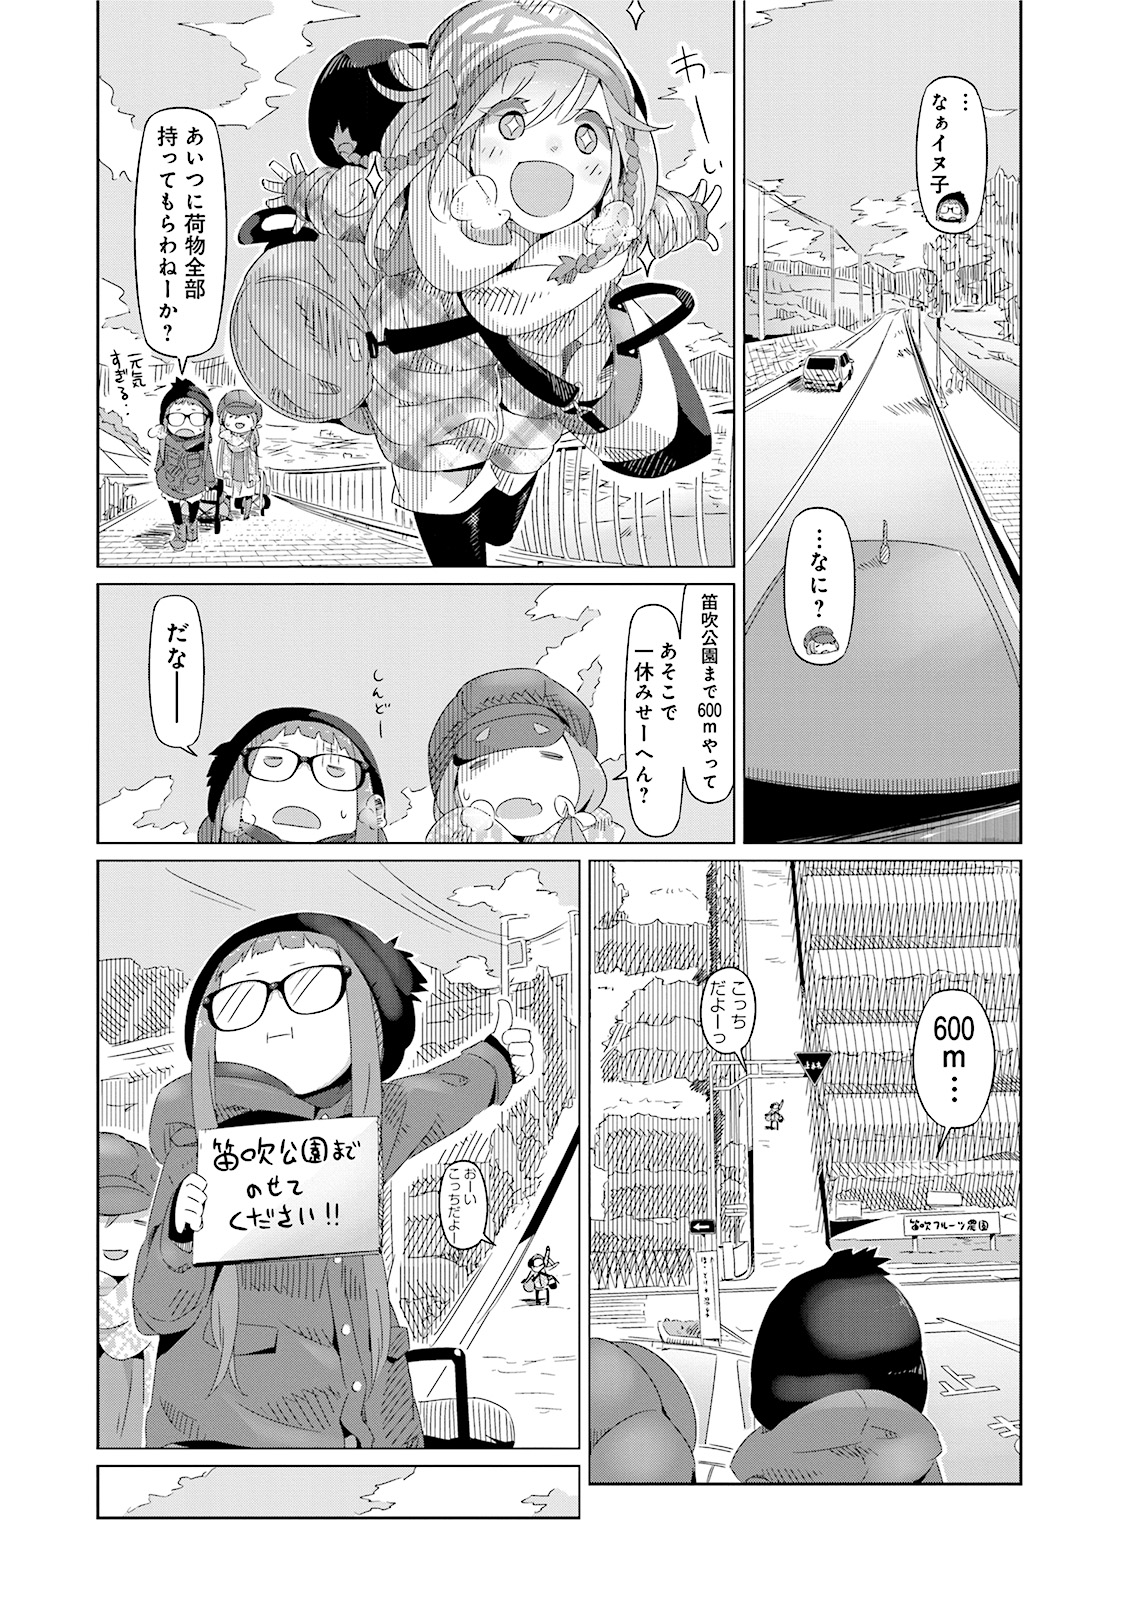 …
なぁイヌ子
…なに？
わーい
あいつに荷物全部
持ってもらわねーか？
元気
すぎる…
笛吹公園まで600mやって
あそこで
一休みせーへん？
しんどー
だなー
600
m…
こっち
だよーっ
止まれ
笛吹フルーツ農園
止
笛吹公園まで
のせて
ください!!
おーい
こっちだよー